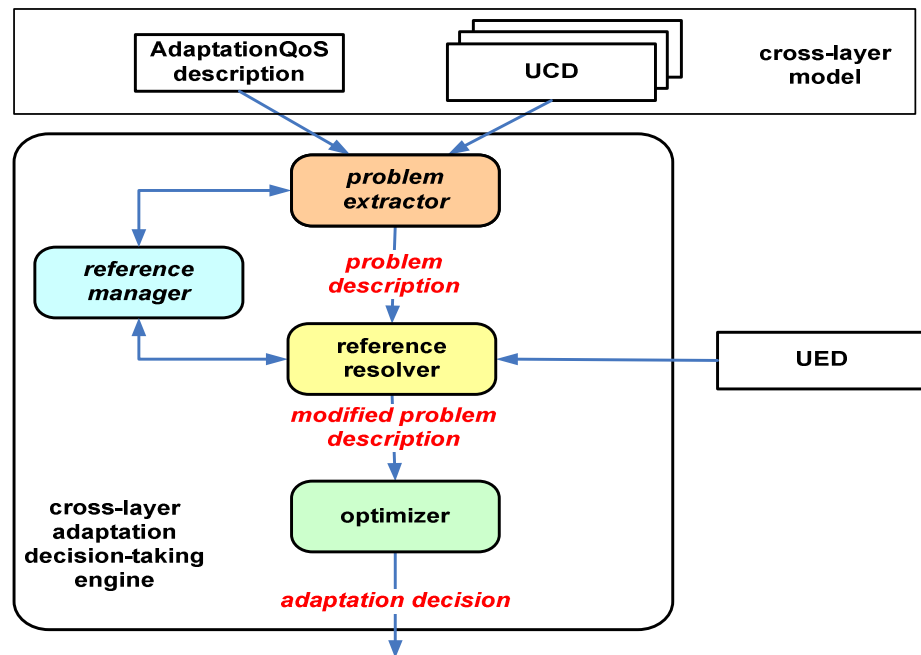 AdaptationQoS
description
UCD
cross-layer
model
problem
extractor
reference
manager
problem
description
reference
resolver
UED
modified problem
description
optimizer
cross-layer
adaptation
decision-taking
engine
adaptation decision